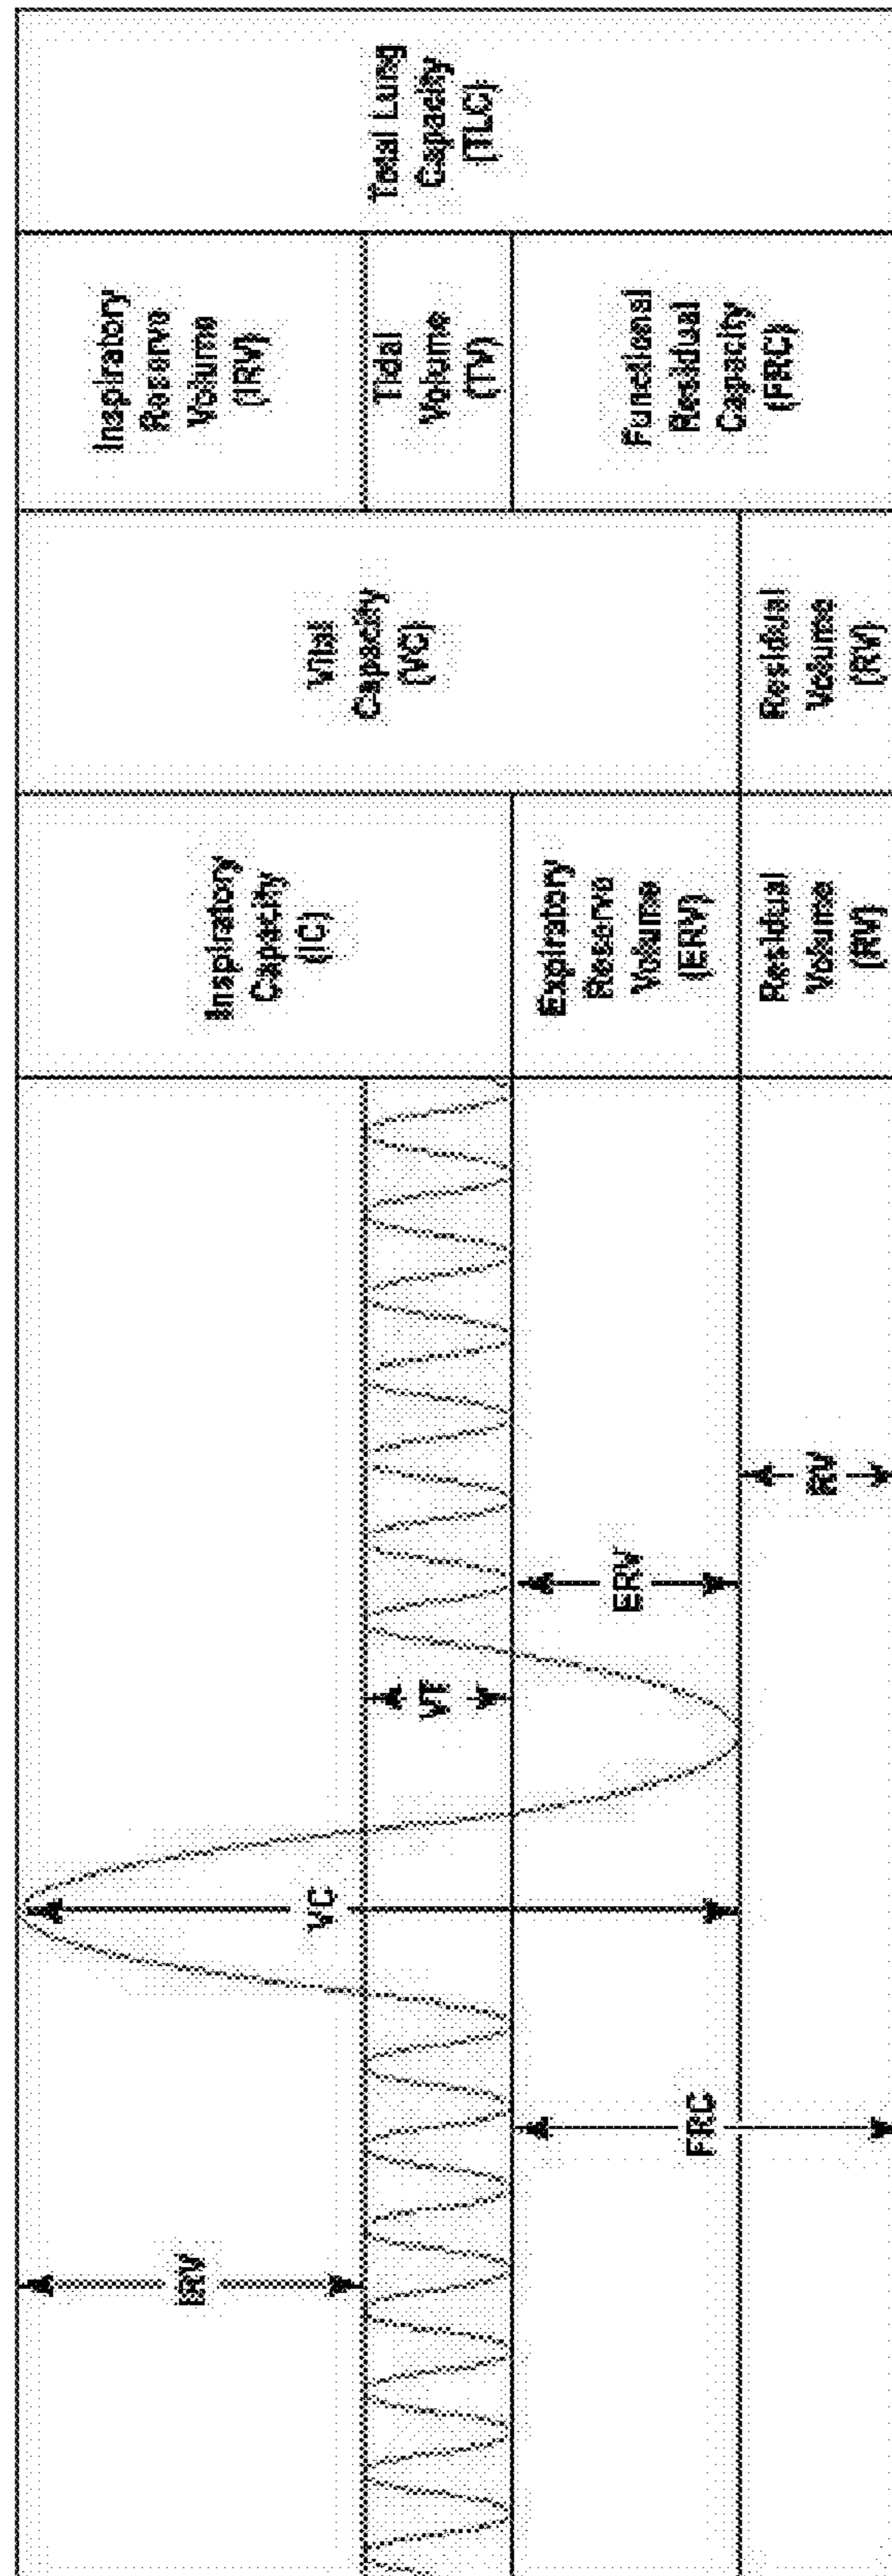 IRV
FRC
VC
VT
ERV
RV
Inspiratory
Capacity
(IC)
Expiratory
Reserve
Volume
(ERV)
Residual
Volume
(RV)
Vital
Capacity
(VC)
Residual
Volume
(RV)
Inspiratory
Reserve
Volume
(IRV)
Tidal
Volume
(TV)
Functional
Residual
Capacity
(FRC)
Total Lung
Capacity
(TLC)